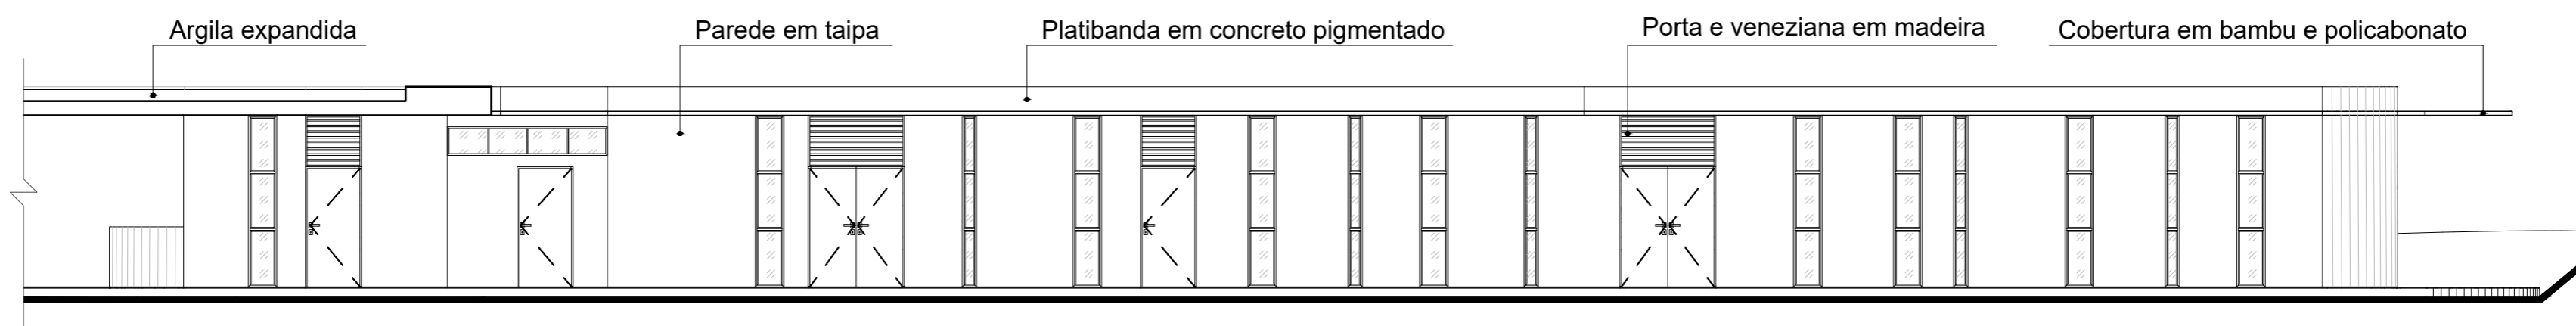 Argila expandida
Parede em taipa
Platibanda em concreto pigmentado
Porta e veneziana em madeira
Cobertura em bambu e policabonato